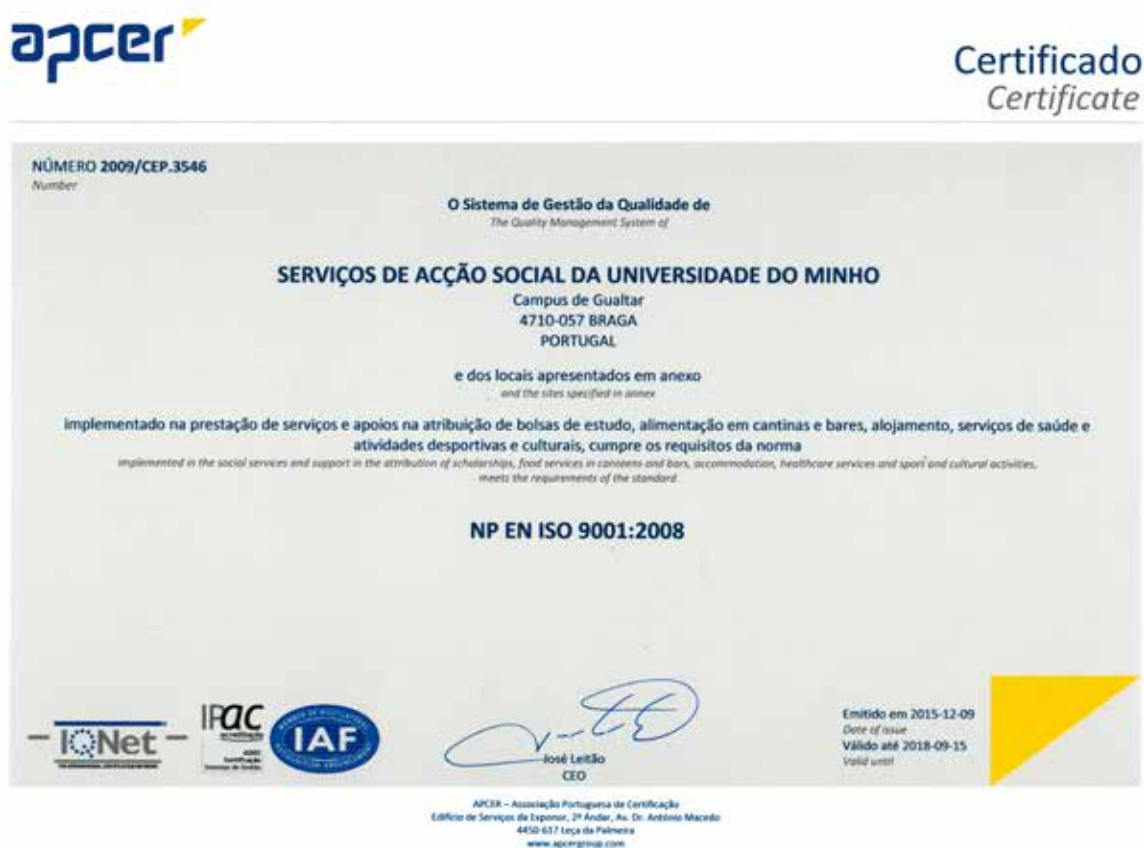 apcer
Certificado
Certificate
NÚMERO 2009/CEP.3546
Number
O Sistema de Gestão da Qualidade de
The Quality Management System of
SERVIÇOS DE ACÇÃO SOCIAL DA UNIVERSIDADE DO MINHO
Campus de Gualtar
4710-057 BRAGA
PORTUGAL
e dos locais apresentados em anexo
and the sites specified in annex
implementado na prestação de serviços e apoios na atribuição de bolsas de estudo, alimentação em cantinas e bares, alojamento, serviços de saúde e
atividades desportivas e culturais, cumpre os requisitos da norma
implemented in the social services and support in the attribution of scholarships, food services in canteens and bars, accommodation, healthcare services and sport and cultural activities,
meets the requirements of the standard
NP EN ISO 9001:2008
IQNet
IPac
acreditação
IAF
José Leitão
CEO
Emitido em 2015-12-09
Date of issue
Válido até 2018-09-15
Valid until
APCER – Associação Portuguesa de Certificação
Edifício de Serviços da Exponor, 2º Andar, Av. Dr. António Macedo
4450-617 Leça da Palmeira
www.apcergroup.com